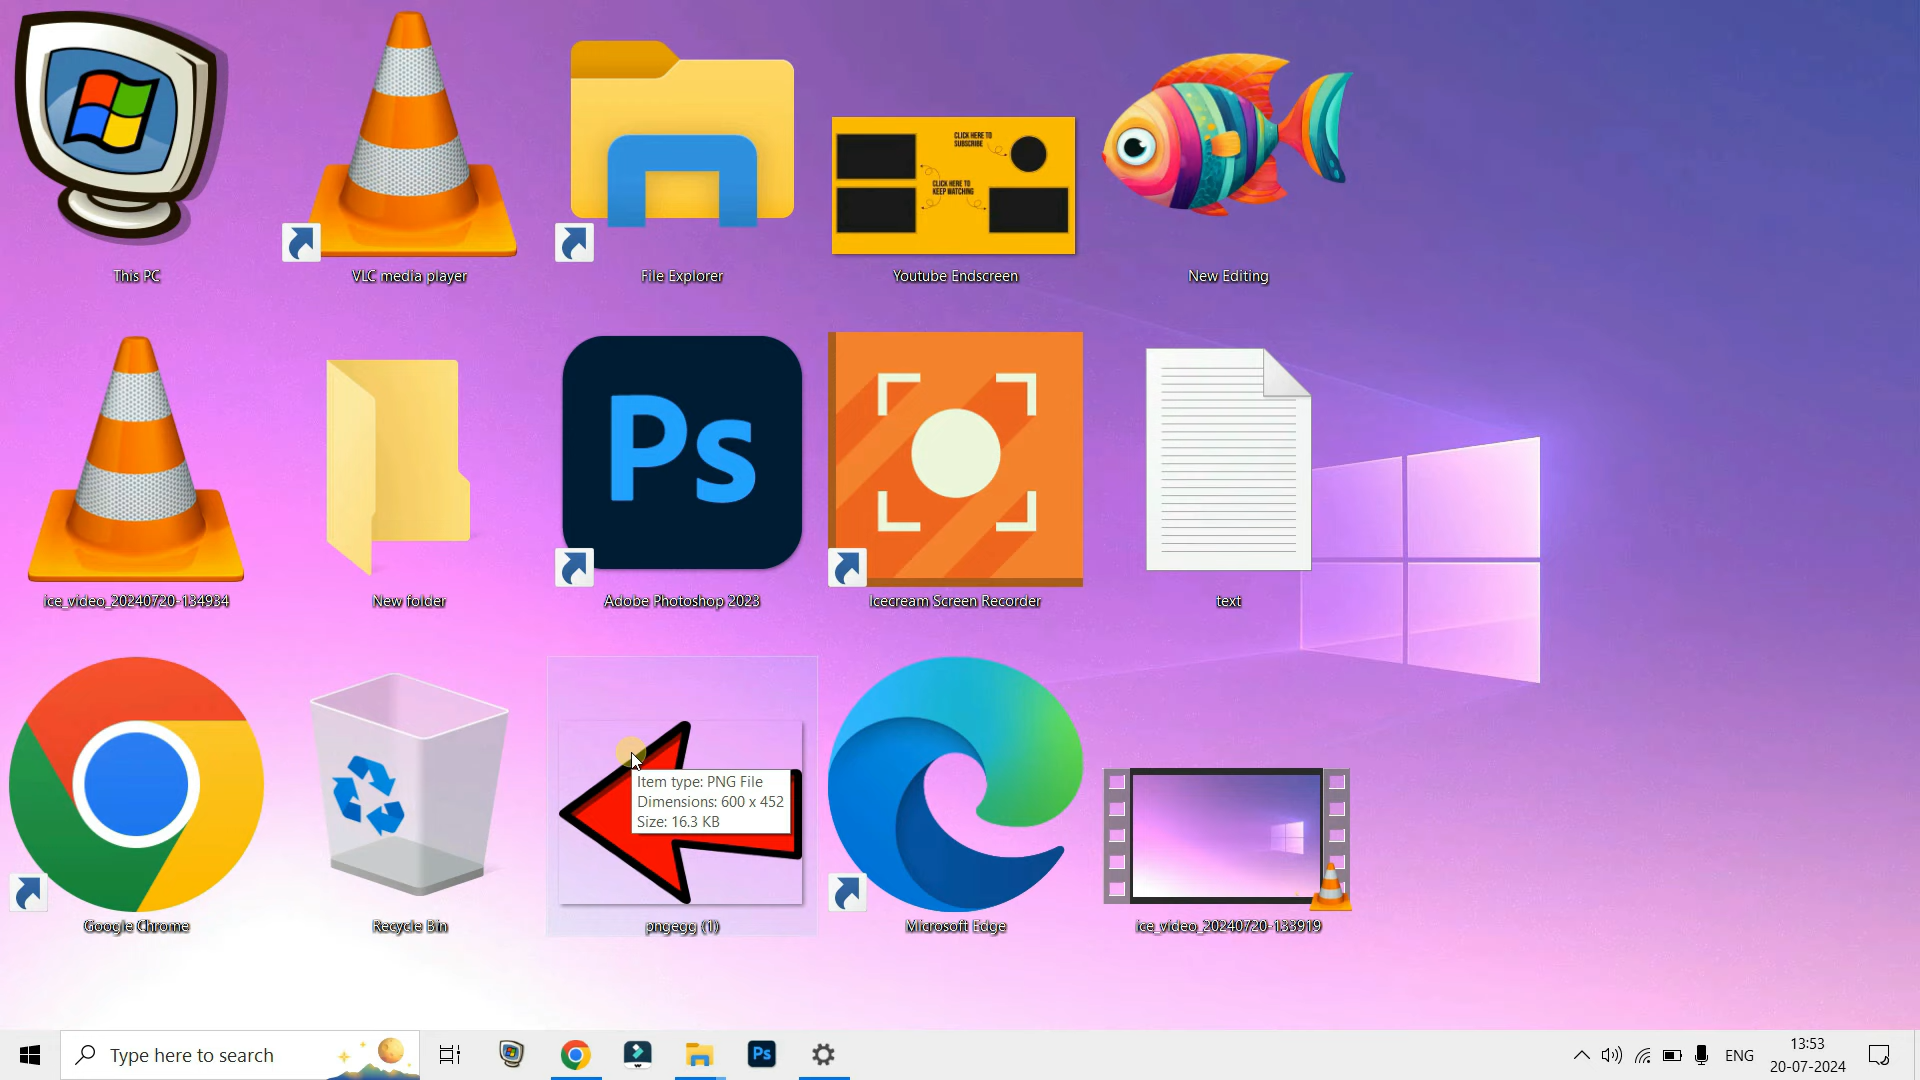 CLICK HERE TO
SUBSCRIBE
CLICK HERE TO
KEEP WATCHING
This PC
VLC media player
File Explorer
Youtube Endscreen
New Editing
Ps
ice_video_20240720-134934
New folder
Adobe Photoshop 2023
Icecream Screen Recorder
text
Item type: PNG File
Dimensions: 600 x 452
Size: 16.3 KB
Google Chrome
Recycle Bin
pngegg (1)
Microsoft Edge
ice_video_20240720-133919
Type here to search
Ps
ENG
13:53
20-07-2024